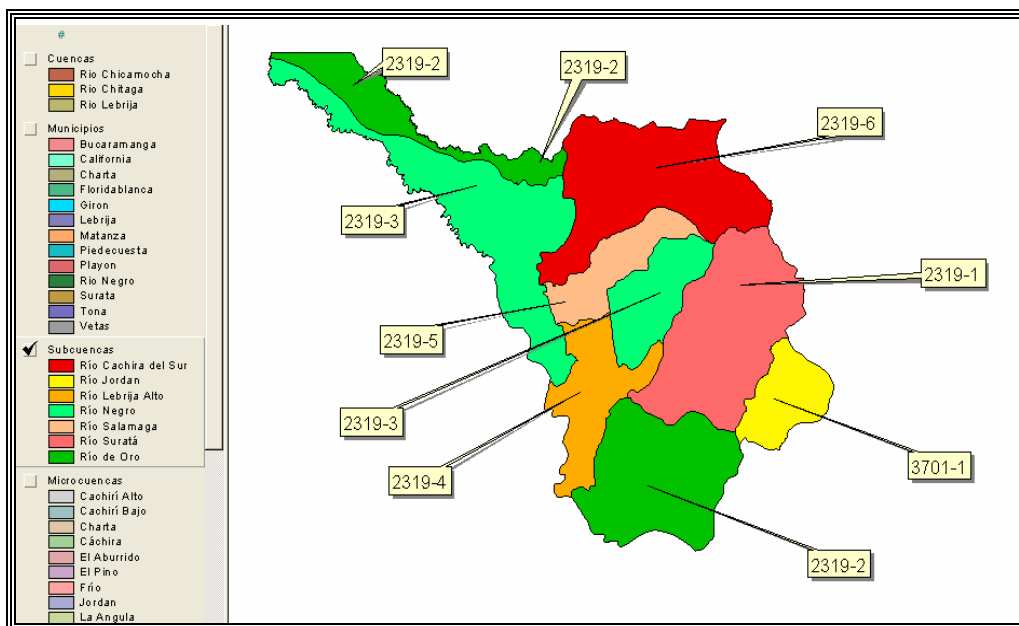 #
Cuencas
Rio Chicamocha
Rio Chitaga
Rio Lebrija
Municipios
Bucaramanga
California
Charta
Floridablanca
Giron
Lebrija
Matanza
Piedecuesta
Playon
Rio Negro
Surata
Tona
Vetas
Subcuencas
Río Cachira del Sur
Río Jordan
Río Lebrija Alto
Río Negro
Río Salamaga
Río Suratá
Río de Oro
Microcuencas
Cachirí Alto
Cachirí Bajo
Charta
Cáchira
El Aburrido
El Pino
Frío
Jordan
La Angula
2319-2
2319-2
2319-6
2319-3
2319-1
2319-5
2319-3
2319-4
3701-1
2319-2